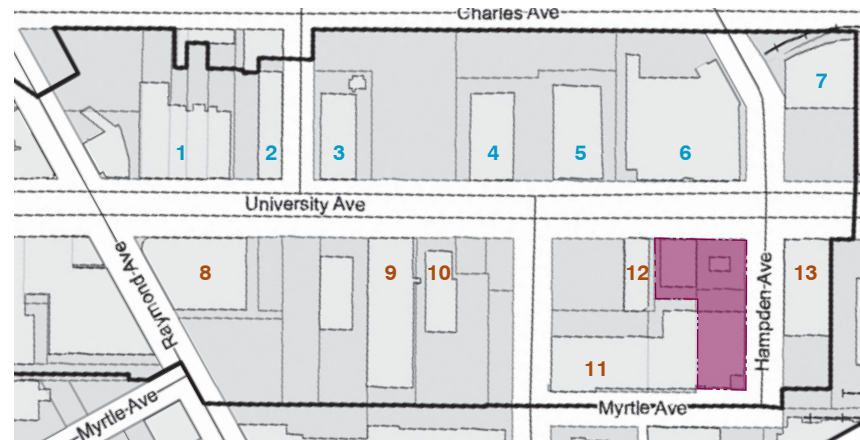 Charles Ave
7
1 2 3 4 5 6
University Ave
Raymond Ave
8 9 10 12 13
Hampden Ave
11
Myrtle Ave
Myrtle Ave